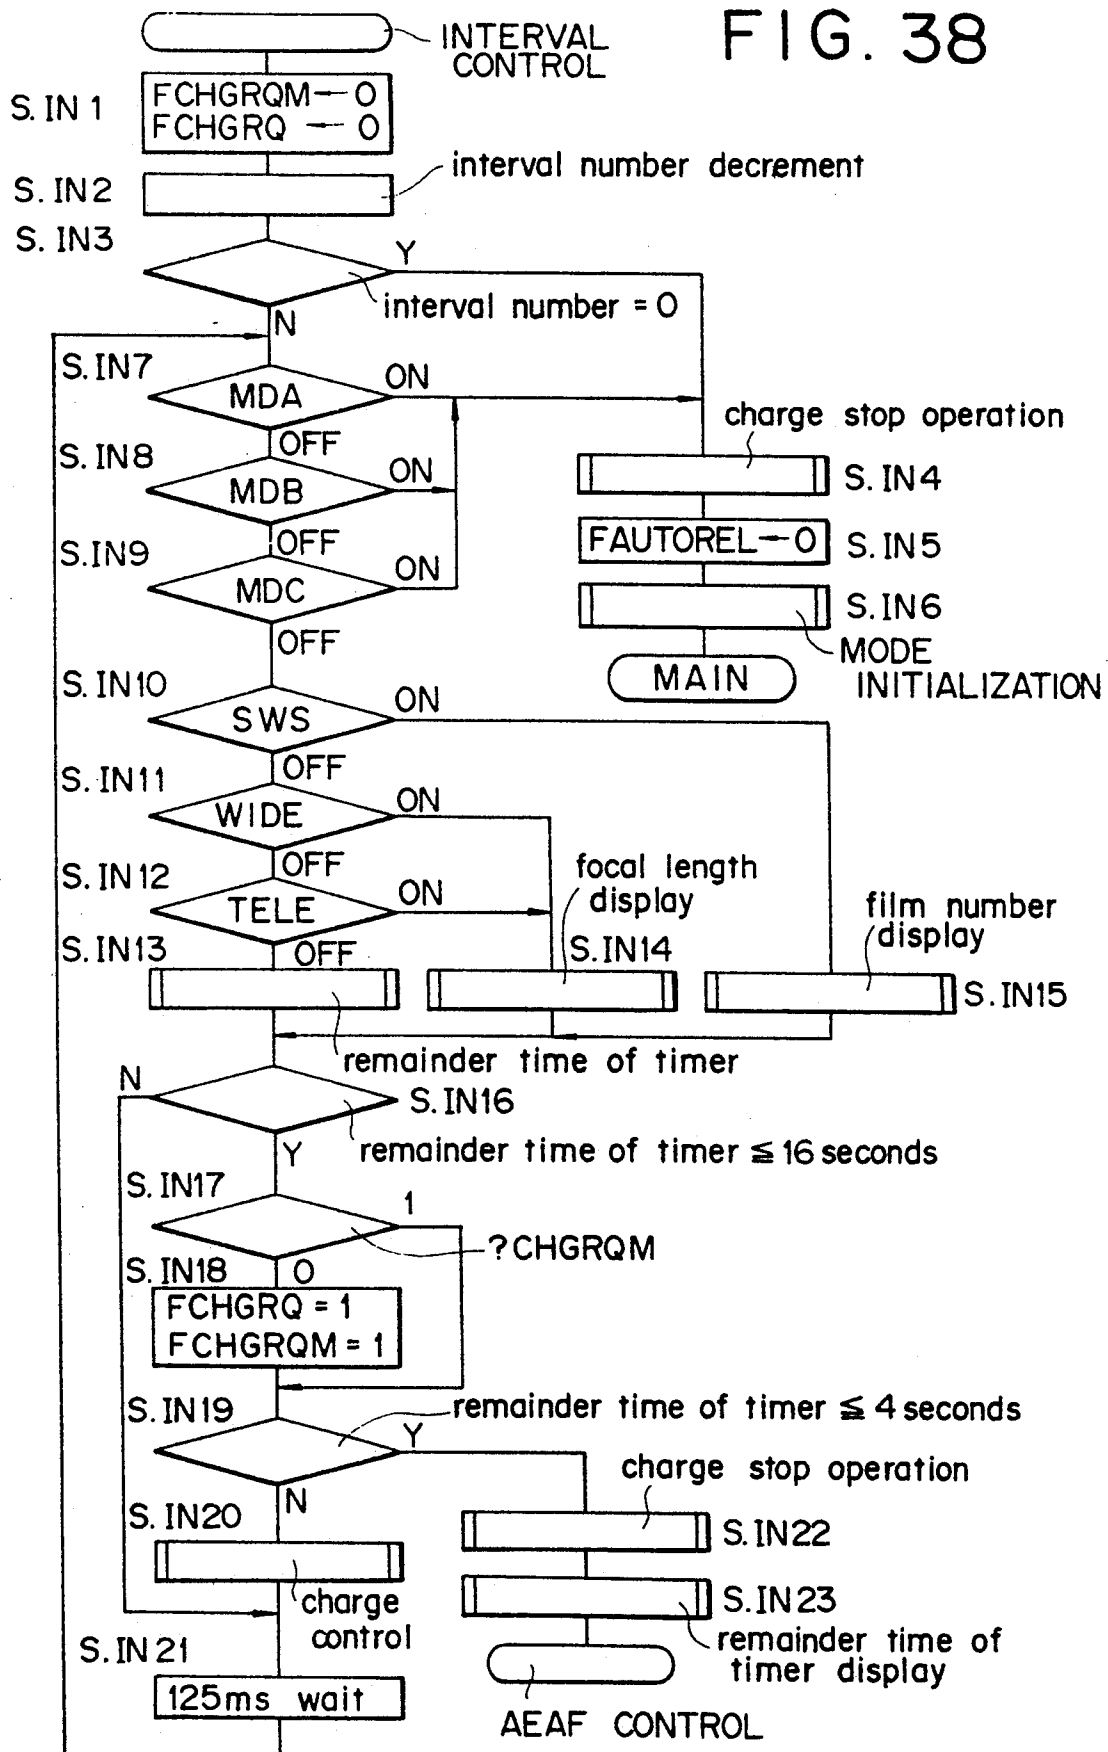 FIG. 38
INTERVAL
CONTROL
S. IN 1
FCHGRQM ← 0
FCHGRQ ← 0
S. IN2
interval number decrement
S. IN3
Y
interval number = 0
N
S. IN7
MDA
ON
OFF
S. IN8
MDB
ON
OFF
S. IN9
MDC
ON
OFF
charge stop operation
S. IN4
FAUTOREL ← 0
S. IN5
S. IN6
MODE
INITIALIZATION
MAIN
S. IN10
SWS
ON
OFF
S. IN11
WIDE
ON
OFF
S. IN12
TELE
ON
OFF
focal length
display
film number
display
S. IN13
S. IN14
S. IN15
remainder time of timer
N
S. IN16
remainder time of timer ≦ 16 seconds
Y
S. IN17
1
?CHGRQM
S. IN18
0
FCHGRQ = 1
FCHGRQM = 1
S. IN19
remainder time of timer ≦ 4 seconds
Y
N
charge stop operation
S. IN20
S. IN22
charge
control
S. IN23
remainder time of
timer display
S. IN 21
125ms wait
AEAF CONTROL